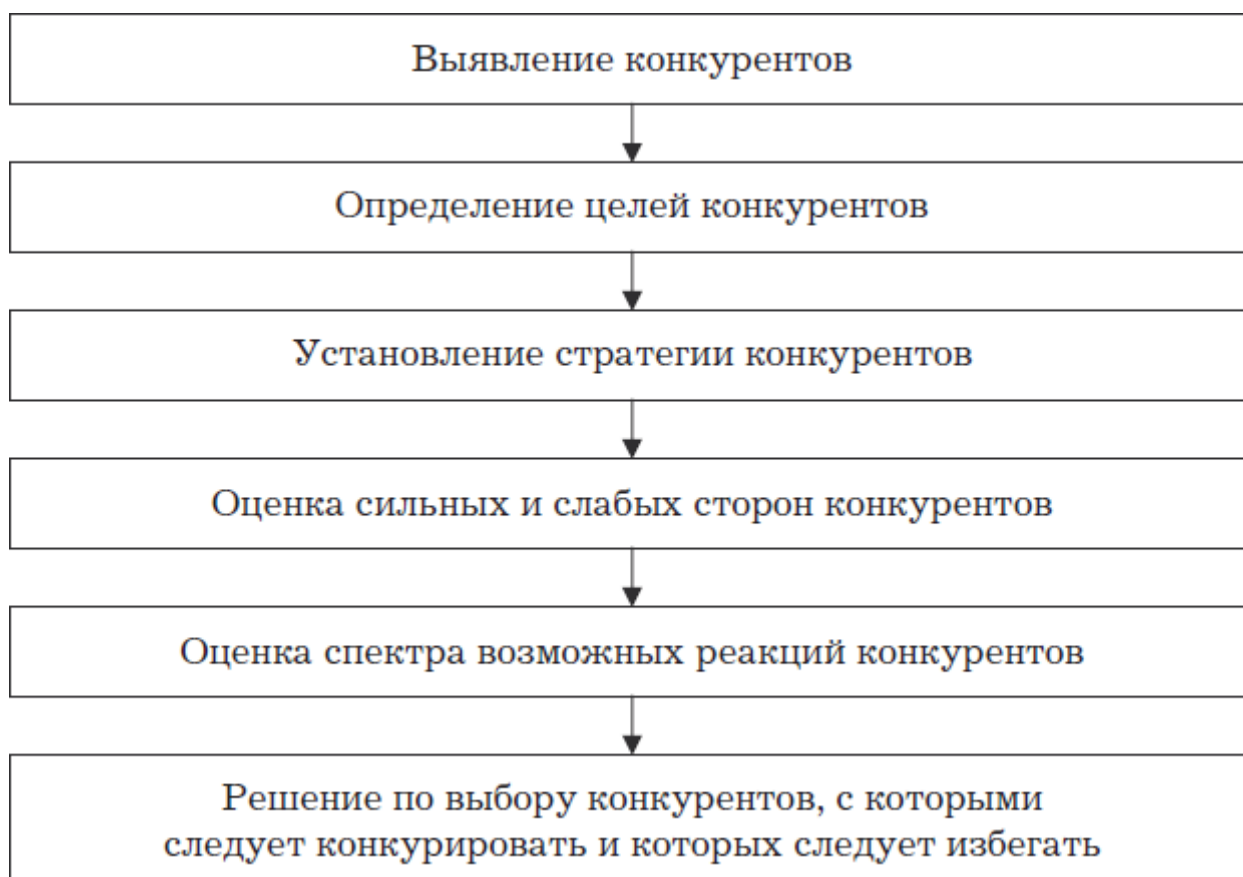 Выявление конкурентов
Определение целей конкурентов
Установление стратегии конкурентов
Оценка сильных и слабых сторон конкурентов
Оценка спектра возможных реакций конкурентов
Решение по выбору конкурентов, с которыми
следует конкурировать и которых следует избегать